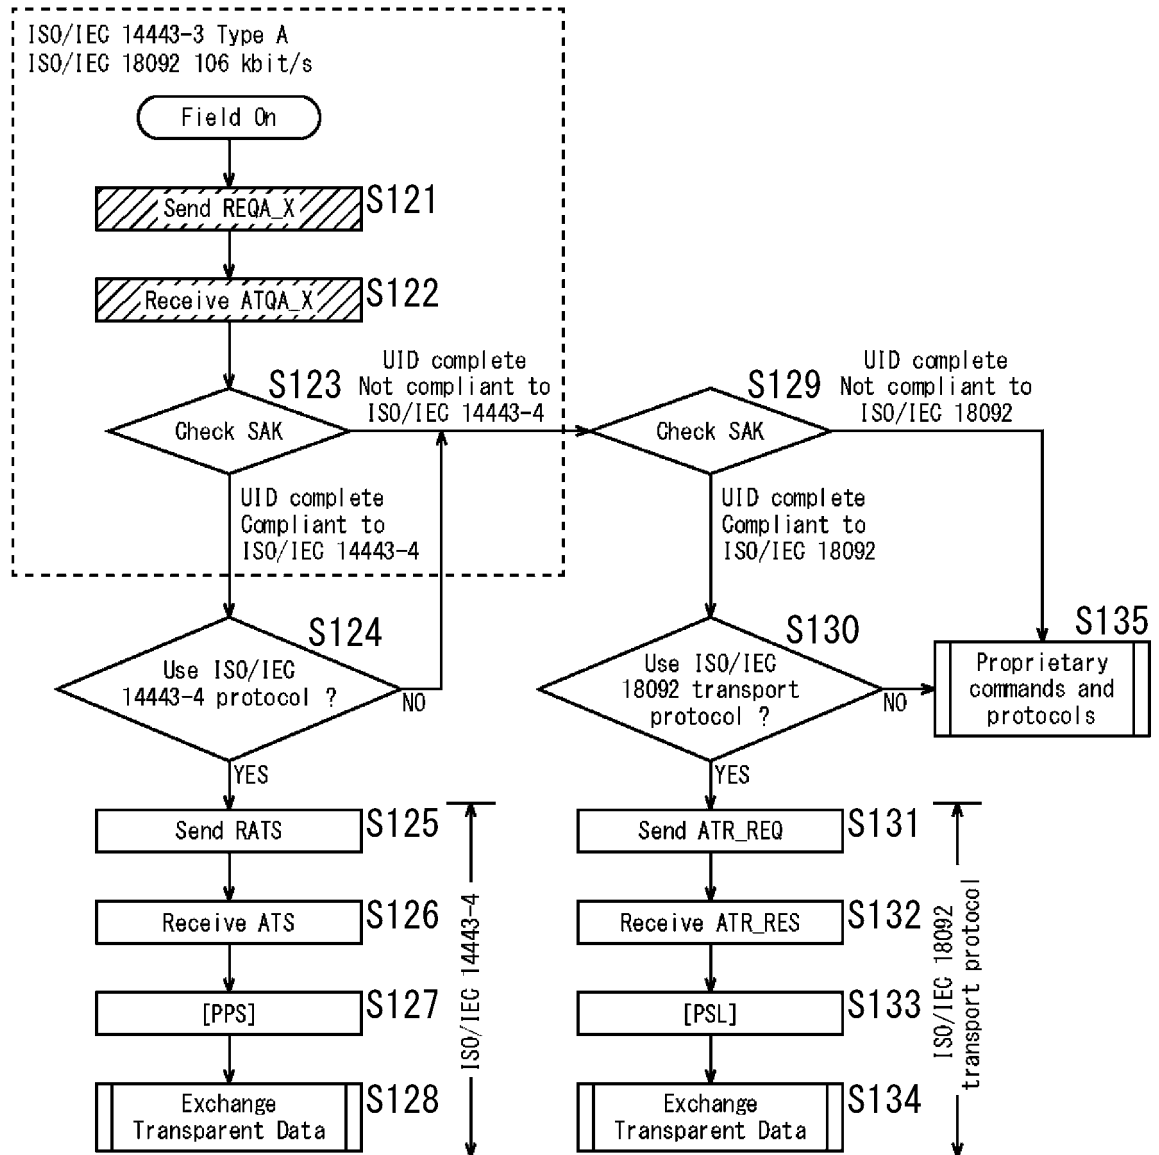 ISO/IEC 14443-3 Type A
ISO/IEC 18092 106 kbit/s
Field On
Send REQA_X
S121
Receive ATQA_X
S122
S123
Check SAK
UID complete
Not compliant to
ISO/IEC 14443-4
S129
Check SAK
UID complete
Not compliant to
ISO/IEC 18092
UID complete
Compliant to
ISO/IEC 14443-4
UID complete
Compliant to
ISO/IEC 18092
S124
Use ISO/IEC
14443-4 protocol ?
NO
YES
S130
Use ISO/IEC
18092 transport
protocol ?
NO
YES
S135
Proprietary
commands and
protocols
Send RATS
S125
Receive ATS
S126
[PPS]
S127
Exchange
Transparent Data
S128
ISO/IEC 14443-4
Send ATR_REQ
S131
Receive ATR_RES
S132
[PSL]
S133
Exchange
Transparent Data
S134
ISO/IEC 18092
transport protocol